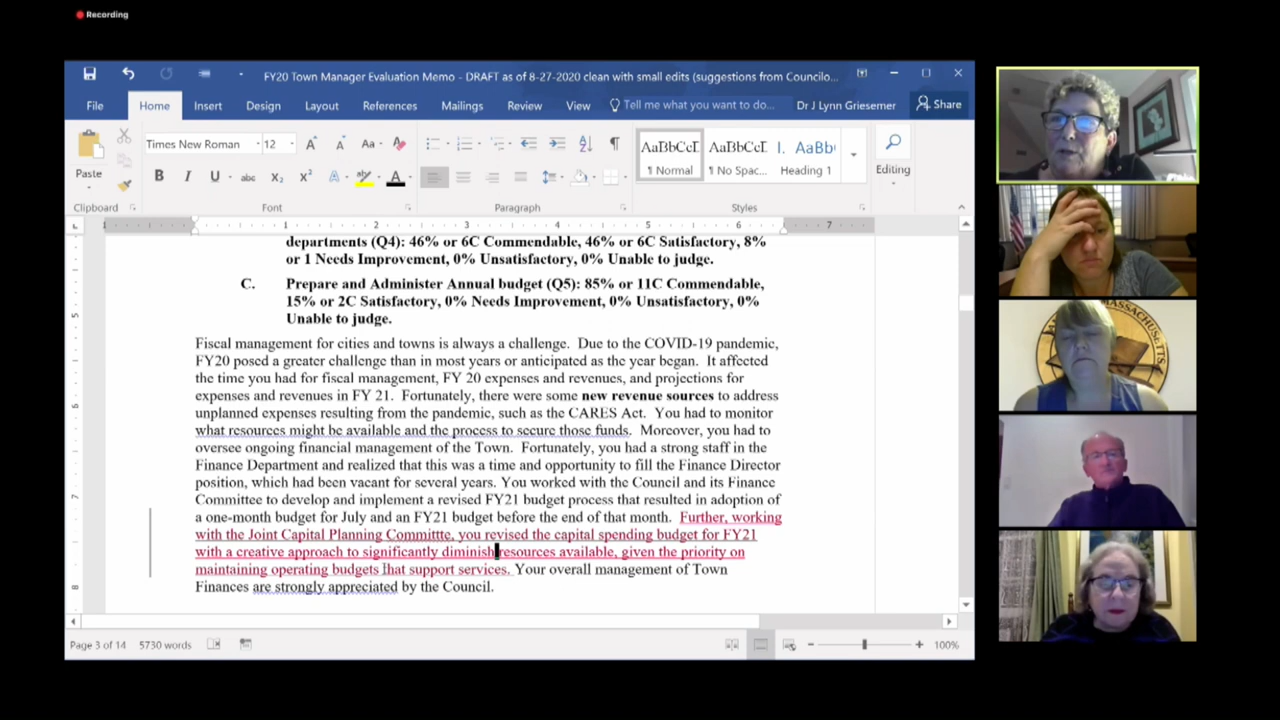 Recording
FY20 Town Manager Evaluation Memo - DRAFT as of 8-27-2020 clean with small edits (suggestions from Councilo...
File Home Insert Design Layout References Mailings Review View Tell me what you want to do... Dr J Lynn Griesemer Share
Times New Roman 12 Aa
AaBbCcI AaBbCcI I. AaBb(
Paste
B I U abc X₂ X² A A
¶ Normal ¶ No Spac... Heading 1
Editing
Clipboard Font Paragraph Styles
1 1 2 3 4 5 6 7
departments (Q4): 46% or 6C Commendable, 46% or 6C Satisfactory, 8%
or 1 Needs Improvement, 0% Unsatisfactory, 0% Unable to judge.
C. Prepare and Administer Annual budget (Q5): 85% or 11C Commendable,
15% or 2C Satisfactory, 0% Needs Improvement, 0% Unsatisfactory, 0%
Unable to judge.
Fiscal management for cities and towns is always a challenge. Due to the COVID-19 pandemic,
FY20 posed a greater challenge than in most years or anticipated as the year began. It affected
the time you had for fiscal management, FY 20 expenses and revenues, and projections for
expenses and revenues in FY 21. Fortunately, there were some new revenue sources to address
unplanned expenses resulting from the pandemic, such as the CARES Act. You had to monitor
what resources might be available and the process to secure those funds. Moreover, you had to
oversee ongoing financial management of the Town. Fortunately, you had a strong staff in the
Finance Department and realized that this was a time and opportunity to fill the Finance Director
position, which had been vacant for several years. You worked with the Council and its Finance
Committee to develop and implement a revised FY21 budget process that resulted in adoption of
a one-month budget for July and an FY21 budget before the end of that month. Further, working
with the Joint Capital Planning Committte, you revised the capital spending budget for FY21
with a creative approach to significantly diminish resources available, given the priority on
maintaining operating budgets that support services. Your overall management of Town
Finances are strongly appreciated by the Council.
Page 3 of 14 5730 words 100%
MASSACHUSETTS